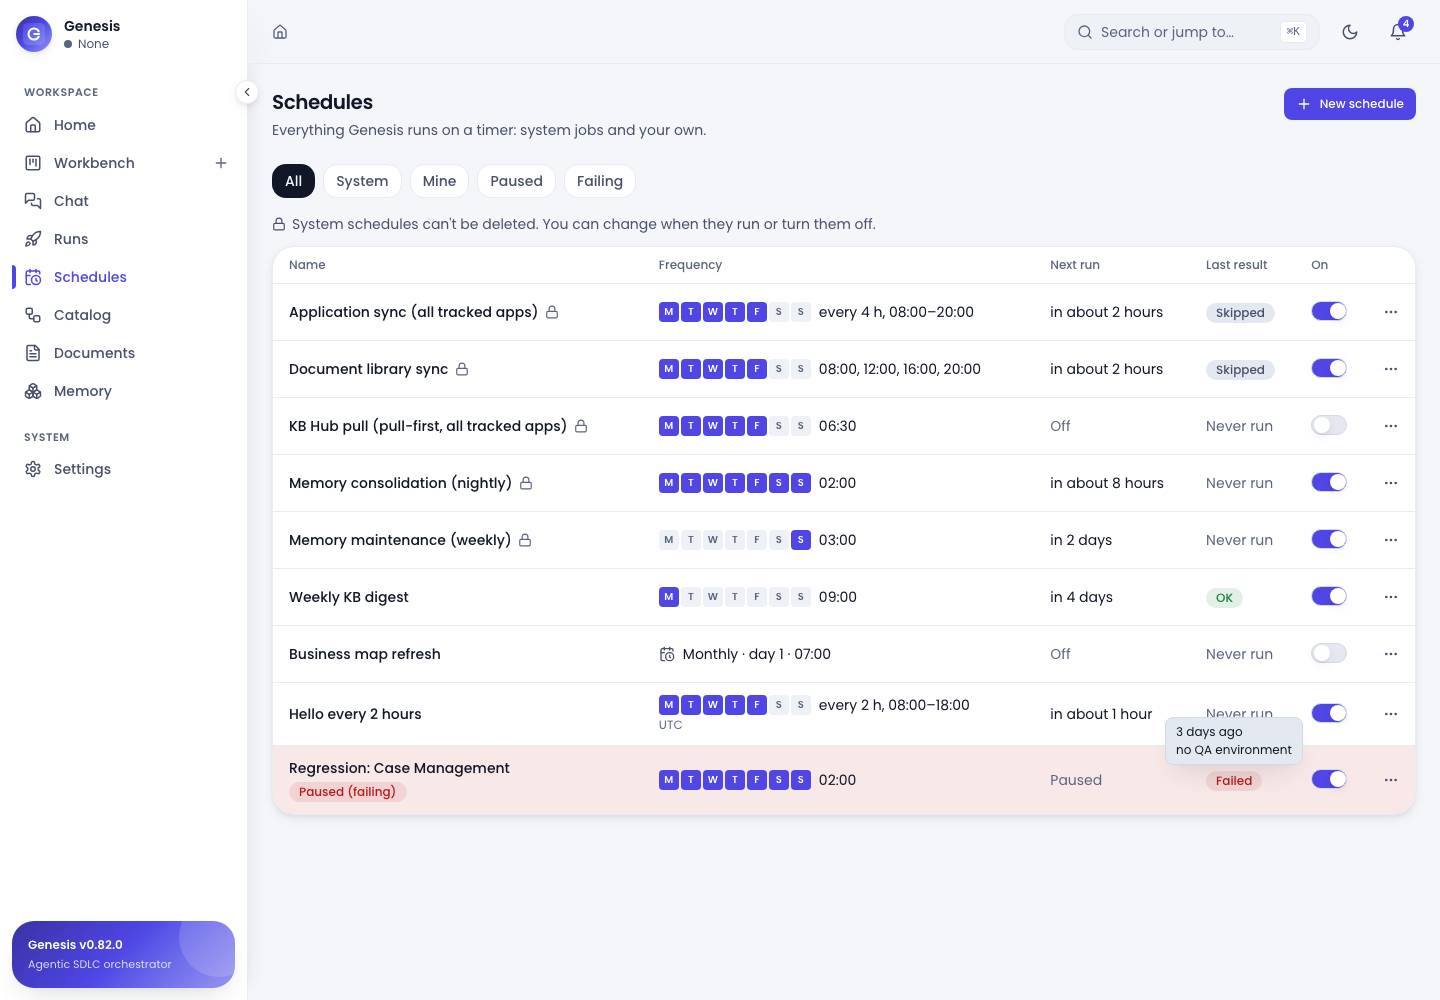 Genesis
None
Search or jump to...
⌘K
4
WORKSPACE
Home
Workbench
Chat
Runs
Schedules
Catalog
Documents
Memory
SYSTEM
Settings
Genesis v0.82.0
Agentic SDLC orchestrator
Schedules
Everything Genesis runs on a timer: system jobs and your own.
New schedule
All System Mine Paused Failing
System schedules can't be deleted. You can change when they run or turn them off.
Name Frequency Next run Last result On
Application sync (all tracked apps) M T W T F S S every 4 h, 08:00–20:00 in about 2 hours Skipped
Document library sync M T W T F S S 08:00, 12:00, 16:00, 20:00 in about 2 hours Skipped
KB Hub pull (pull-first, all tracked apps) M T W T F S S 06:30 Off Never run
Memory consolidation (nightly) M T W T F S S 02:00 in about 8 hours Never run
Memory maintenance (weekly) M T W T F S S 03:00 in 2 days Never run
Weekly KB digest M T W T F S S 09:00 in 4 days OK
Business map refresh Monthly · day 1 · 07:00 Off Never run
Hello every 2 hours M T W T F S S every 2 h, 08:00–18:00 in about 1 hour Never run
UTC
3 days ago
no QA environment
Regression: Case Management M T W T F S S 02:00 Paused Failed
Paused (failing)